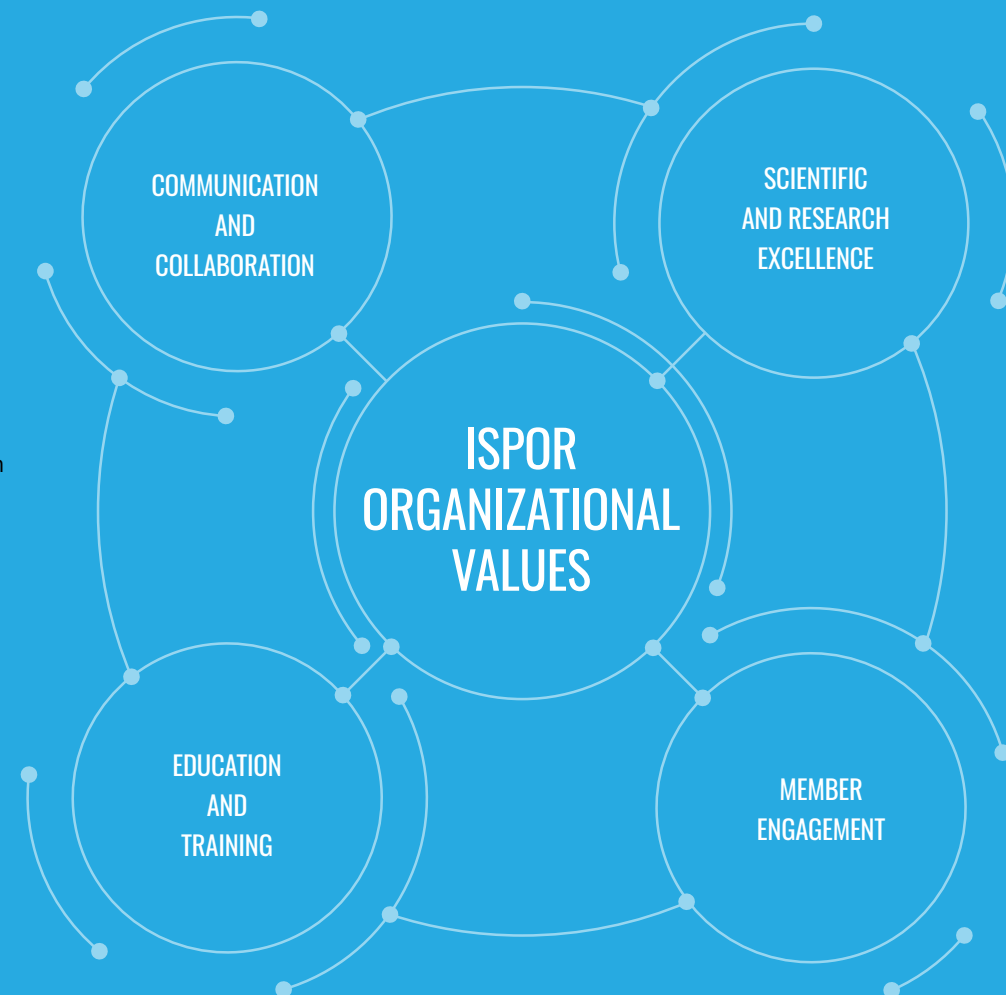 COMMUNICATION
AND
COLLABORATION
SCIENTIFIC
AND RESEARCH
EXCELLENCE
ISPOR
ORGANIZATIONAL
VALUES
EDUCATION
AND
TRAINING
MEMBER
ENGAGEMENT